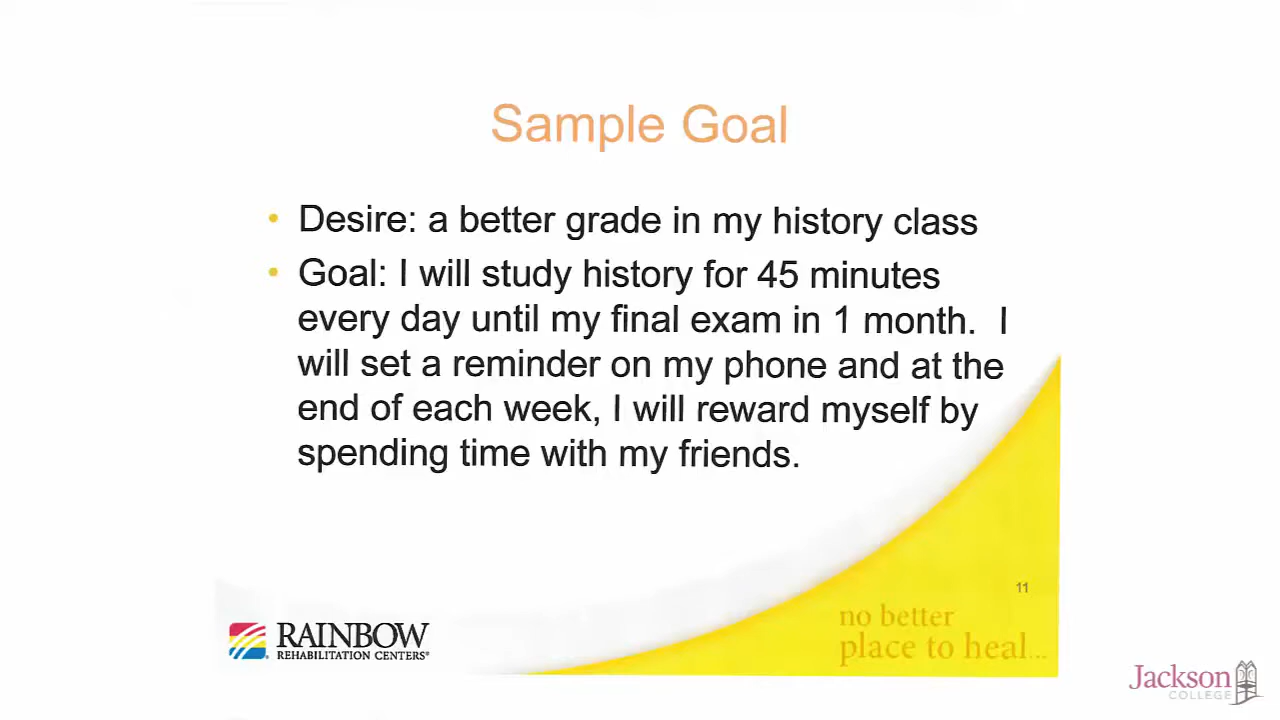 Sample Goal
• Desire: a better grade in my history class
• Goal: I will study history for 45 minutes
every day until my final exam in 1 month. I
will set a reminder on my phone and at the
end of each week, I will reward myself by
spending time with my friends.
11
no better
place to heal...
RAINBOW
REHABILITATION CENTERS®
Jackson
COLLEGE